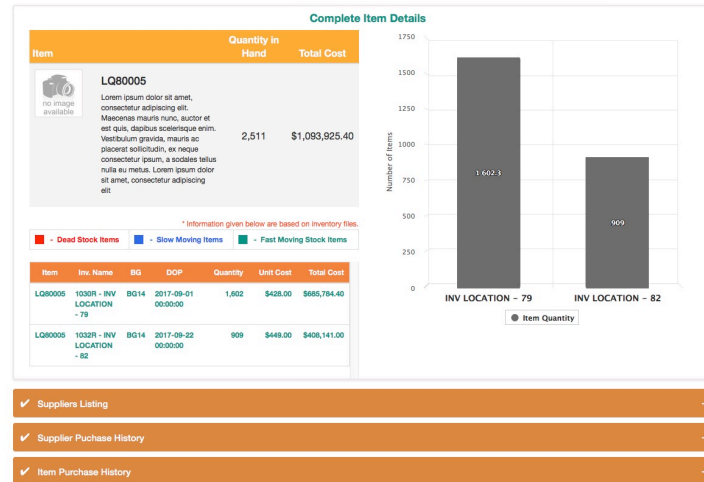 Complete Item Details
Item
Quantity in
Hand
Total Cost
no image
available
LQ80005
Lorem ipsum dolor sit amet,
consectetur adipiscing elit.
Maecenas mauris nunc, auctor et
est quis, dapibus scelerisque enim.
Vestibulum gravida, mauris ac
placerat sollicitudin, ex neque
consectetur ipsum, a sodales tellus
nulla eu metus. Lorem ipsum dolor
sit amet, consectetur adipiscing
elit
2,511
$1,093,925.40
* Information given below are based on inventory files.
- Dead Stock Items
- Slow Moving Items
- Fast Moving Stock Items
Item Inv. Name BG DOP Quantity Unit Cost Total Cost
LQ80005 1030R - INV BG14 2017-09-01 1,602 $428.00 $685,784.40
LOCATION 00:00:00
- 79
LQ80005 1032R - INV BG14 2017-09-22 909 $449.00 $408,141.00
LOCATION 00:00:00
- 82
Number of Items
1750
1500
1250
1000
750
500
250
0
1 602.3
909
INV LOCATION - 79
INV LOCATION - 82
Item Quantity
✔ Suppliers Listing
✔ Supplier Puchase History
✔ Item Purchase History